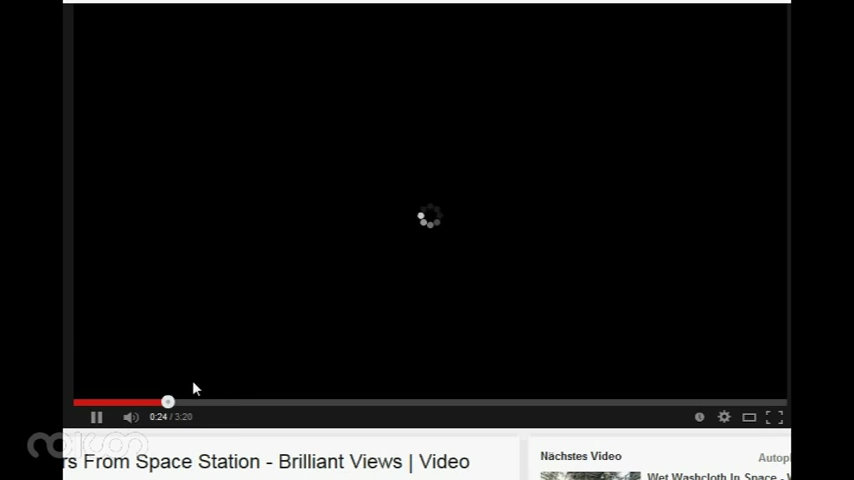 0:24 / 3:20
rs From Space Station - Brilliant Views | Video
Nächstes Video
Autopl
Wet Washcloth In Space - W